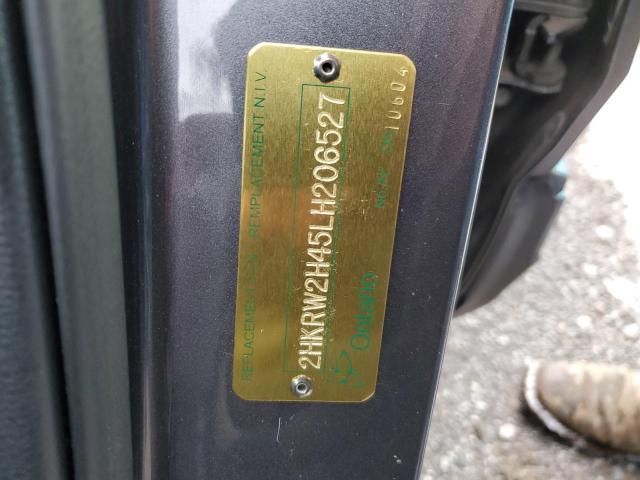 REPLACEMENT V.I.N. REMPLACEMENT N.I.V.
2HKRW2H45LH206527
Ontario
10604